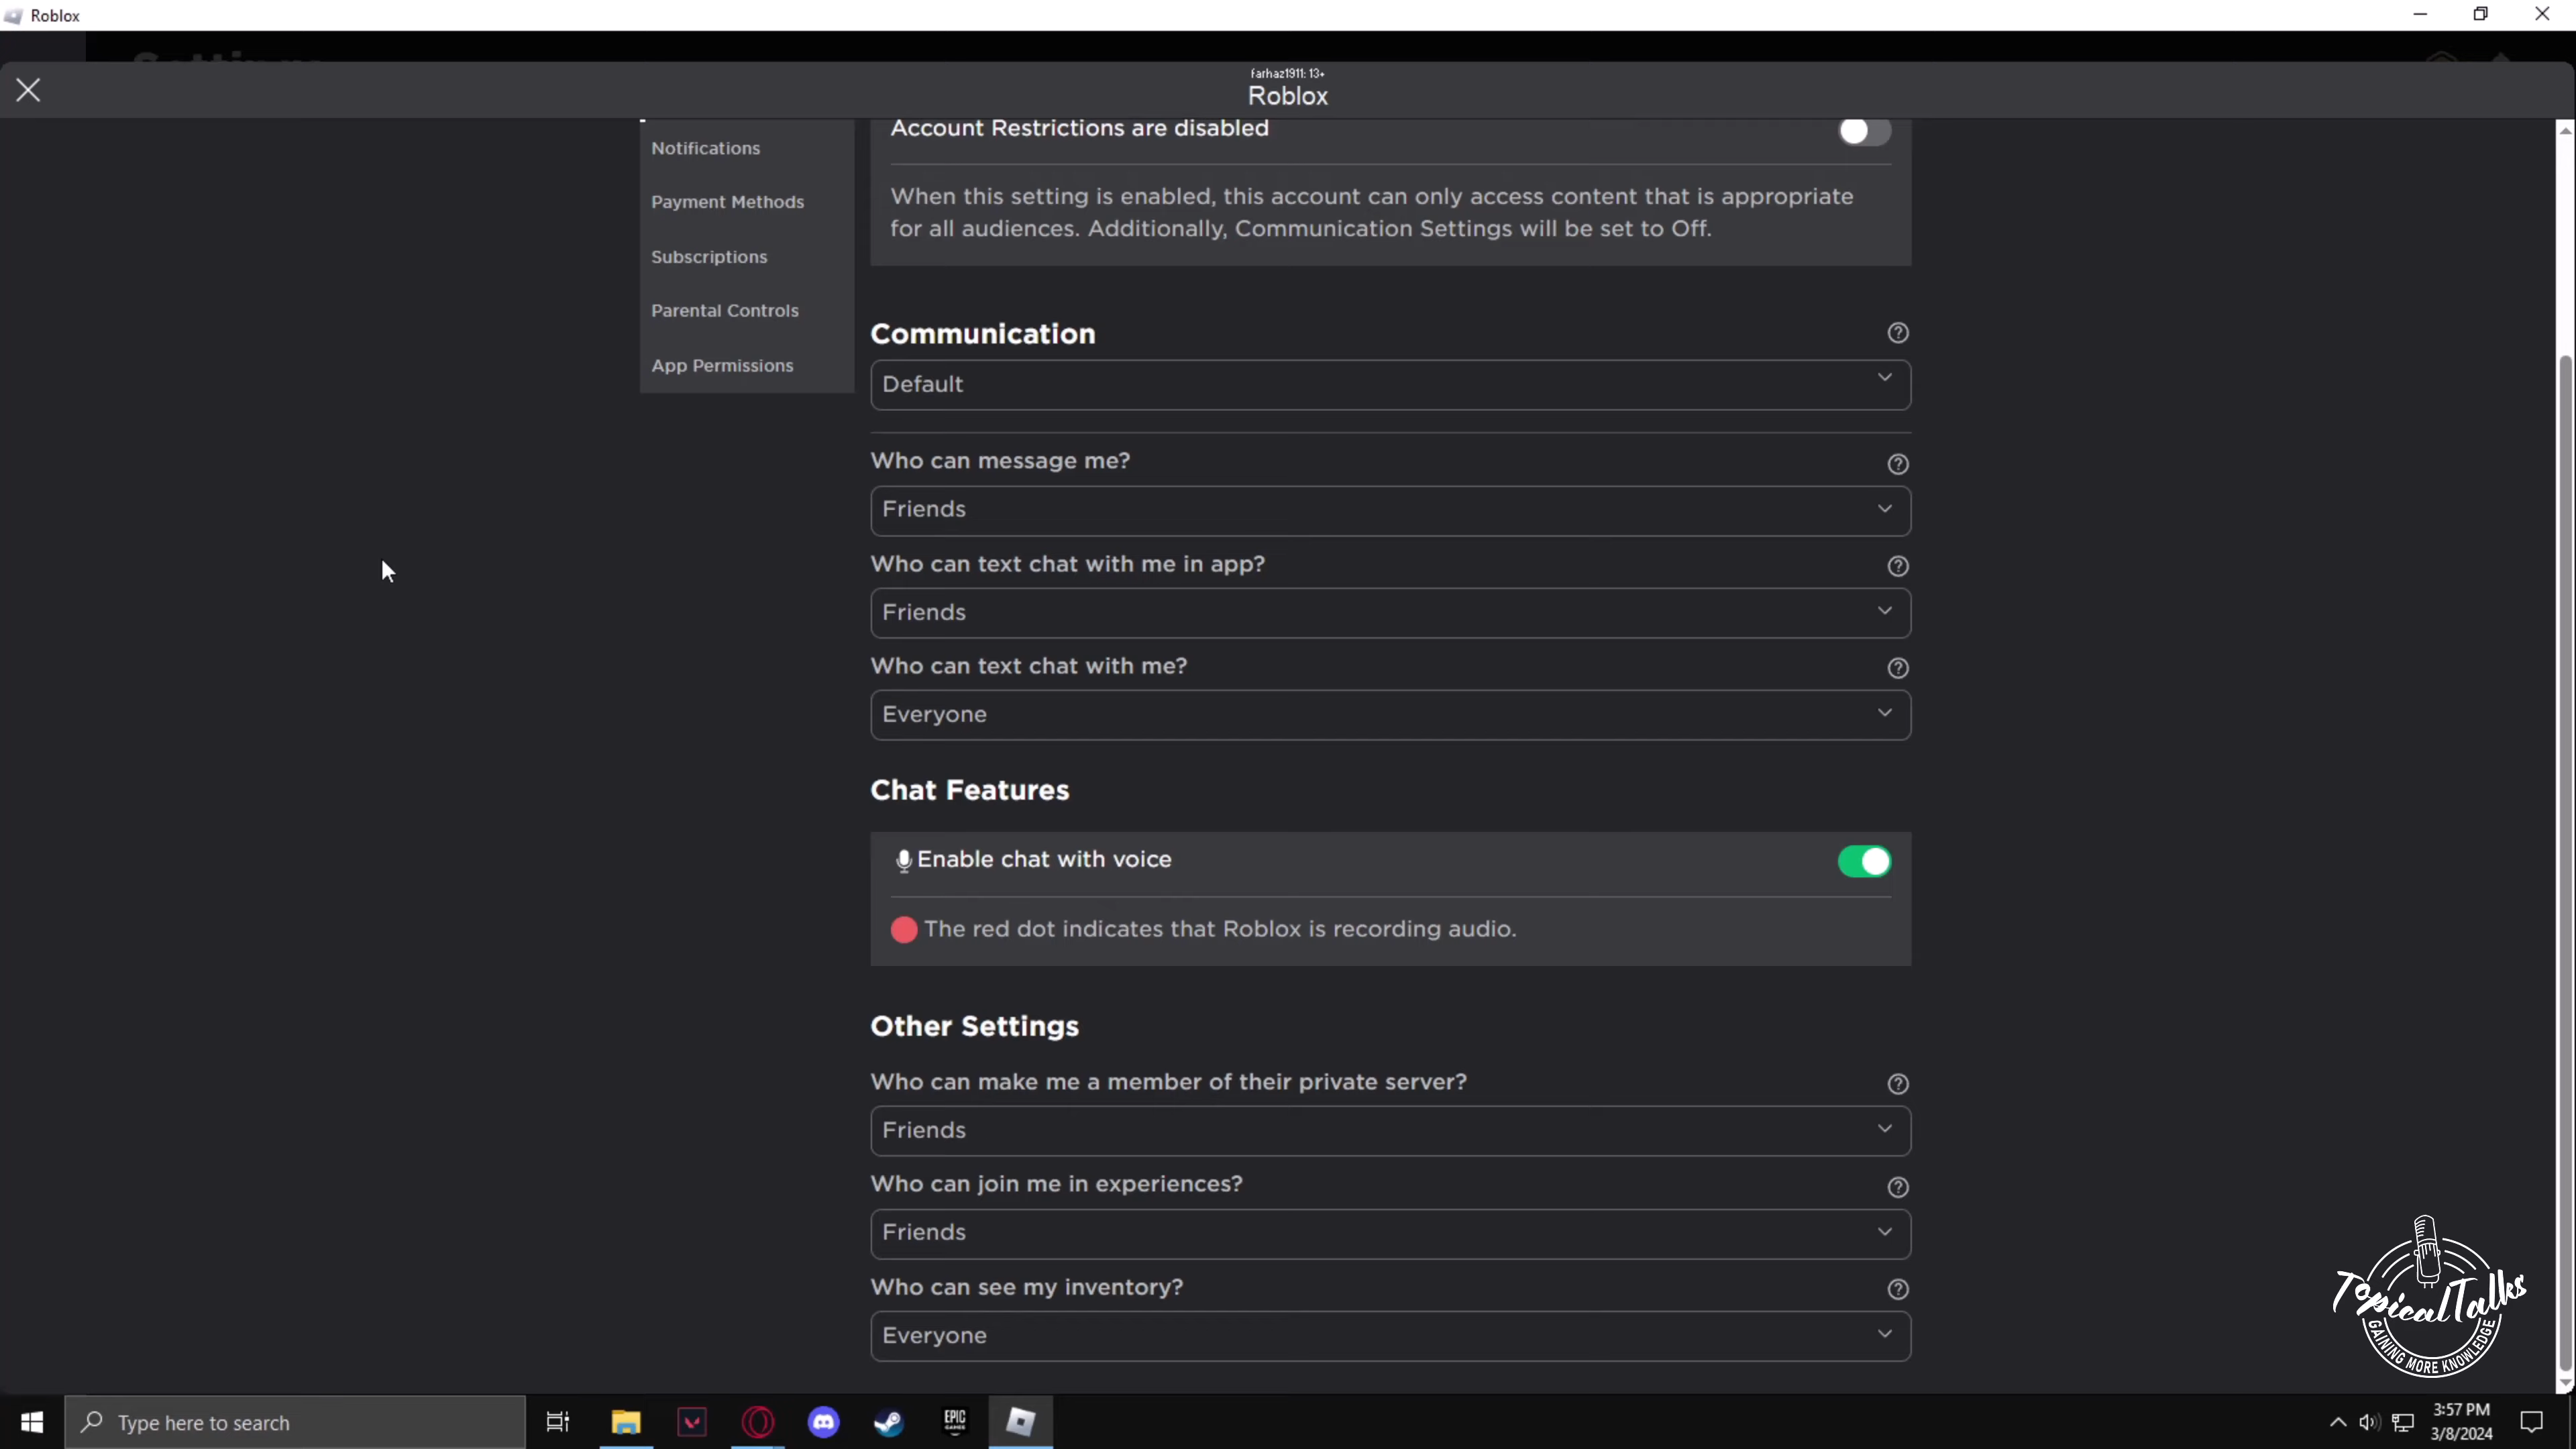 Roblox
farhaz1911: 13+
Roblox
Notifications
Payment Methods
Subscriptions
Parental Controls
App Permissions
Account Restrictions are disabled
When this setting is enabled, this account can only access content that is appropriate
for all audiences. Additionally, Communication Settings will be set to Off.
Communication
Default
Who can message me?
Friends
Who can text chat with me in app?
Friends
Who can text chat with me?
Everyone
Chat Features
Enable chat with voice
The red dot indicates that Roblox is recording audio.
Other Settings
Who can make me a member of their private server?
Friends
Who can join me in experiences?
Friends
Who can see my inventory?
Everyone
TopicalTalks
GAINING MORE KNOWLEDGE
Type here to search
EPIC
GAMES
3:57 PM
3/8/2024